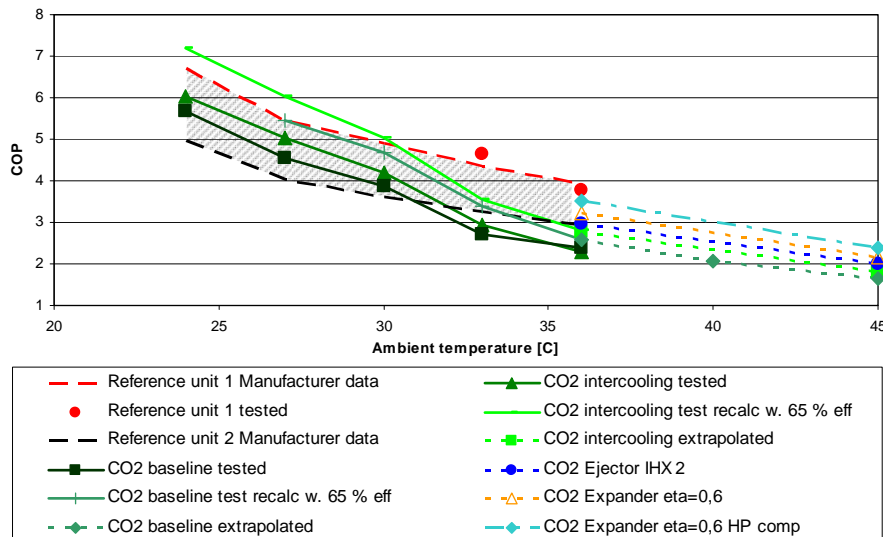 8
7
6
5
4
3
2
1
COP
20 25 30 35 40 45
Ambient temperature [C]
Reference unit 1 Manufacturer data
Reference unit 1 tested
Reference unit 2 Manufacturer data
CO2 baseline tested
CO2 baseline test recalc w. 65 % eff
CO2 baseline extrapolated
CO2 intercooling tested
CO2 intercooling test recalc w. 65 % eff
CO2 intercooling extrapolated
CO2 Ejector IHX 2
CO2 Expander eta=0,6
CO2 Expander eta=0,6 HP comp